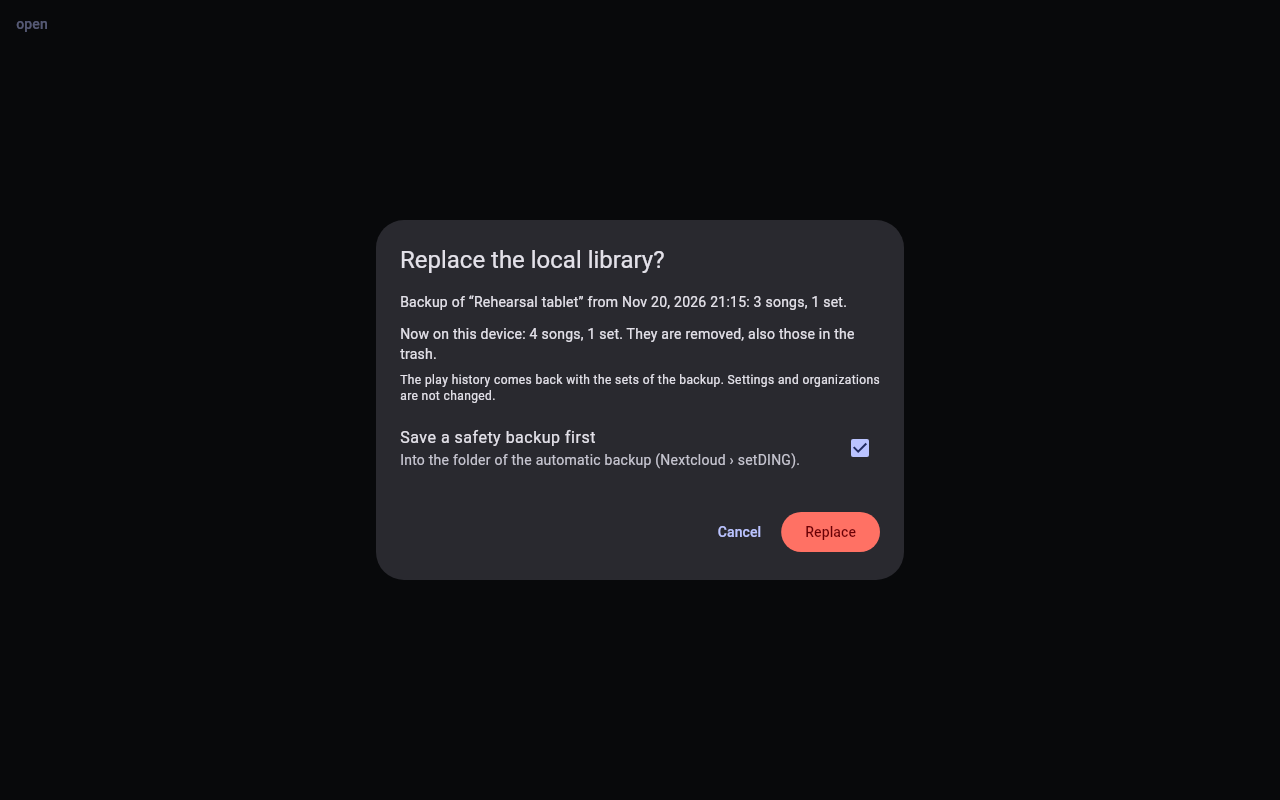 open
Replace the local library?
Backup of “Rehearsal tablet” from Nov 20, 2026 21:15: 3 songs, 1 set.
Now on this device: 4 songs, 1 set. They are removed, also those in the
trash.
The play history comes back with the sets of the backup. Settings and organizations
are not changed.
Save a safety backup first
Into the folder of the automatic backup (Nextcloud › setDING).
Cancel
Replace